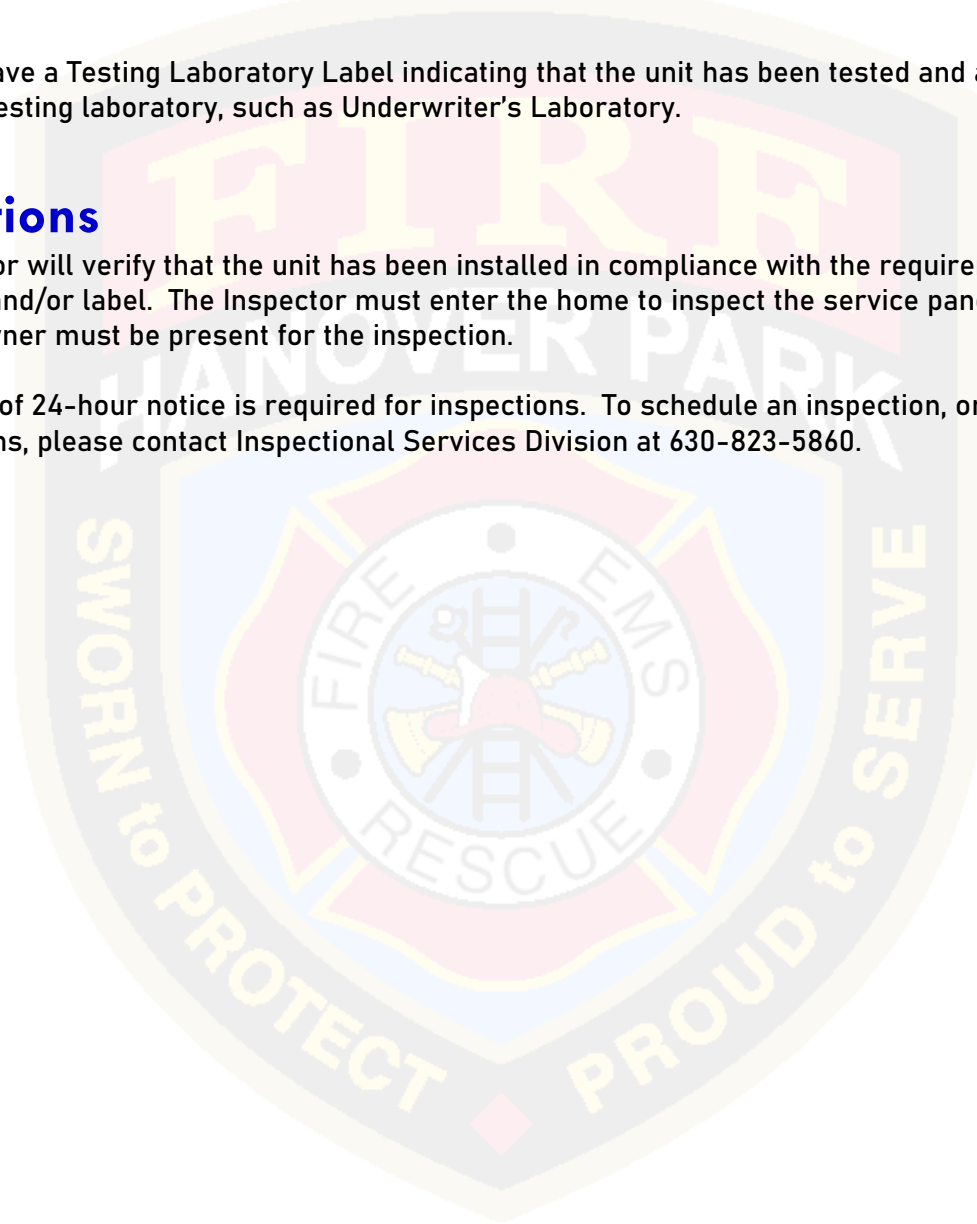 ave a Testing Laboratory Label indicating that the unit has been tested and
esting laboratory, such as Underwriter's Laboratory.
tions
or will verify that the unit has been installed in compliance with the require
and/or label.  The Inspector must enter the home to inspect the service pan
ner must be present for the inspection.
of 24-hour notice is required for inspections.  To schedule an inspection, or
ns, please contact Inspectional Services Division at 630-823-5860.
FIRE
HANOVER PARK
SWORN to PROTECT
PROUD to SERVE
FIRE
EMS
RESCUE